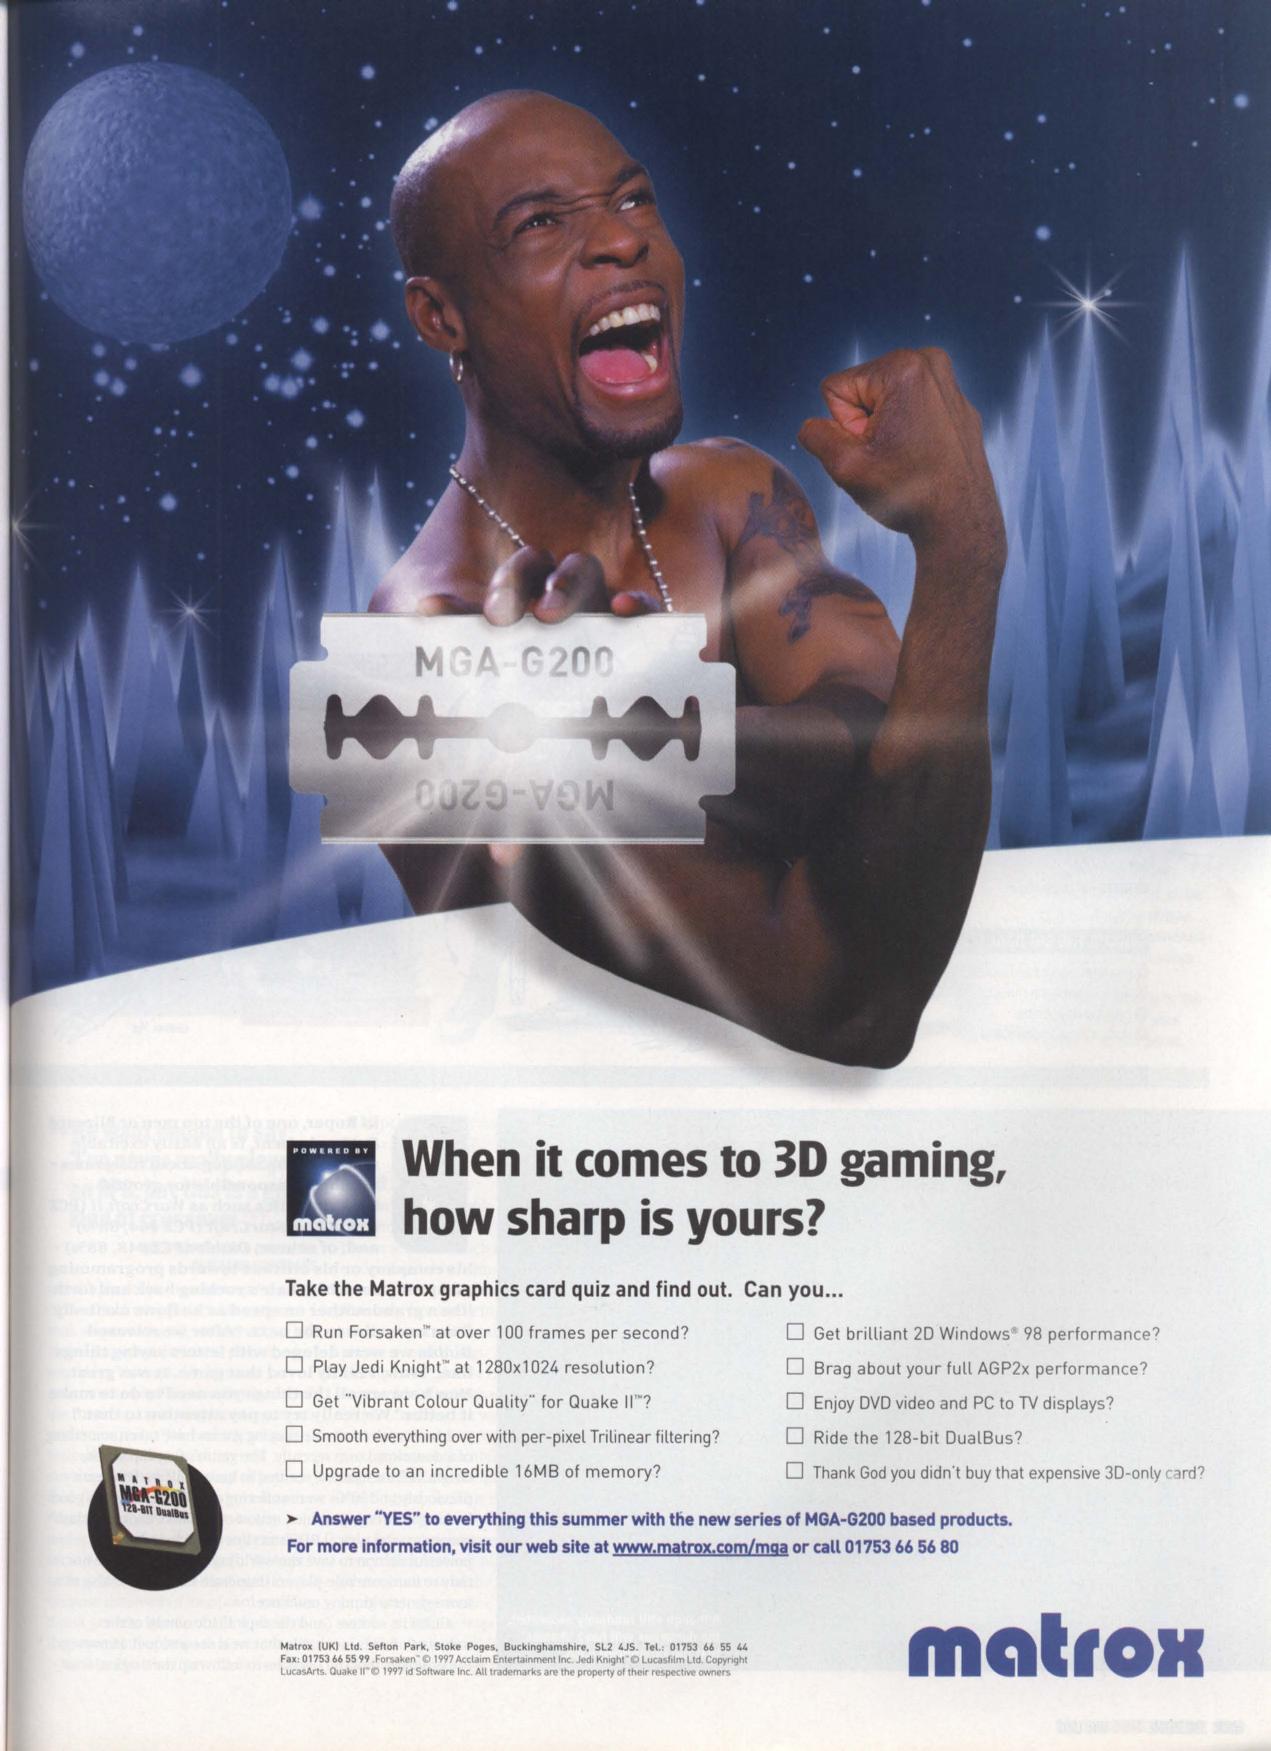 MGA-G200
MGA-G200
POWERED BY
matrox
When it comes to 3D gaming,
how sharp is yours?
Take the Matrox graphics card quiz and find out. Can you...
☐ Run Forsaken™ at over 100 frames per second?
☐ Play Jedi Knight™ at 1280x1024 resolution?
☐ Get "Vibrant Colour Quality" for Quake II™?
☐ Smooth everything over with per-pixel Trilinear filtering?
☐ Upgrade to an incredible 16MB of memory?
☐ Get brilliant 2D Windows® 98 performance?
☐ Brag about your full AGP2x performance?
☐ Enjoy DVD video and PC to TV displays?
☐ Ride the 128-bit DualBus?
☐ Thank God you didn't buy that expensive 3D-only card?
MATROX
MGA-G200
128-BIT DualBus
➤ Answer "YES" to everything this summer with the new series of MGA-G200 based products.
For more information, visit our web site at www.matrox.com/mga or call 01753 66 56 80
Matrox (UK) Ltd. Sefton Park, Stoke Poges, Buckinghamshire, SL2 4JS. Tel.: 01753 66 55 44
Fax: 01753 66 55 99 .Forsaken™ © 1997 Acclaim Entertainment Inc. Jedi Knight™ © Lucasfilm Ltd. Copyright
LucasArts. Quake II™ © 1997 id Software Inc. All trademarks are the property of their respective owners
matrox